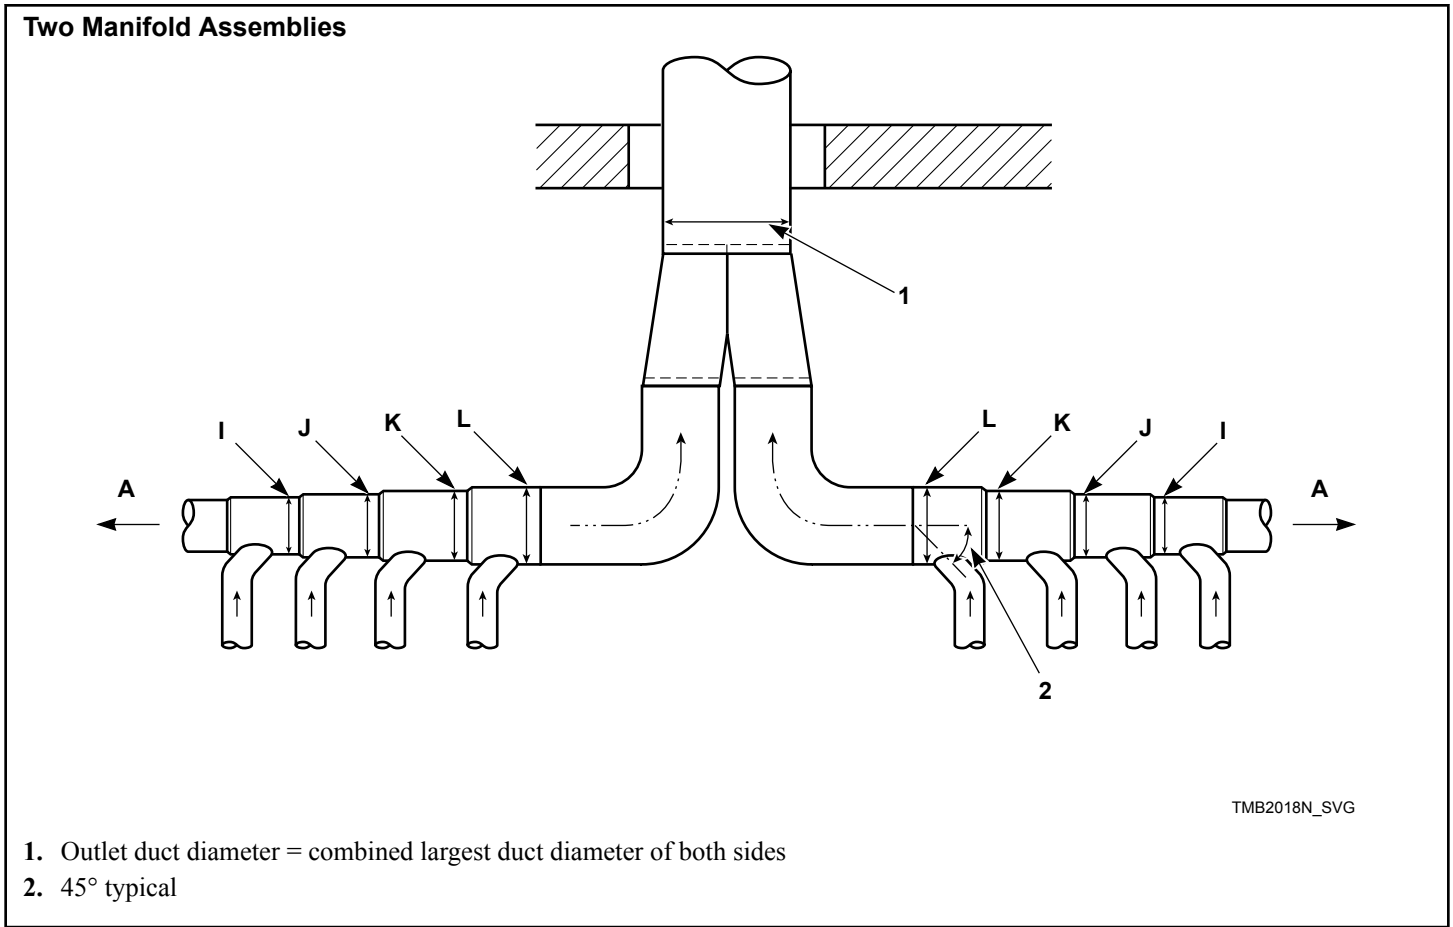 Two Manifold Assemblies
1
I J K L L K J I
A A
2
TMB2018N_SVG
1. Outlet duct diameter = combined largest duct diameter of both sides
2. 45° typical